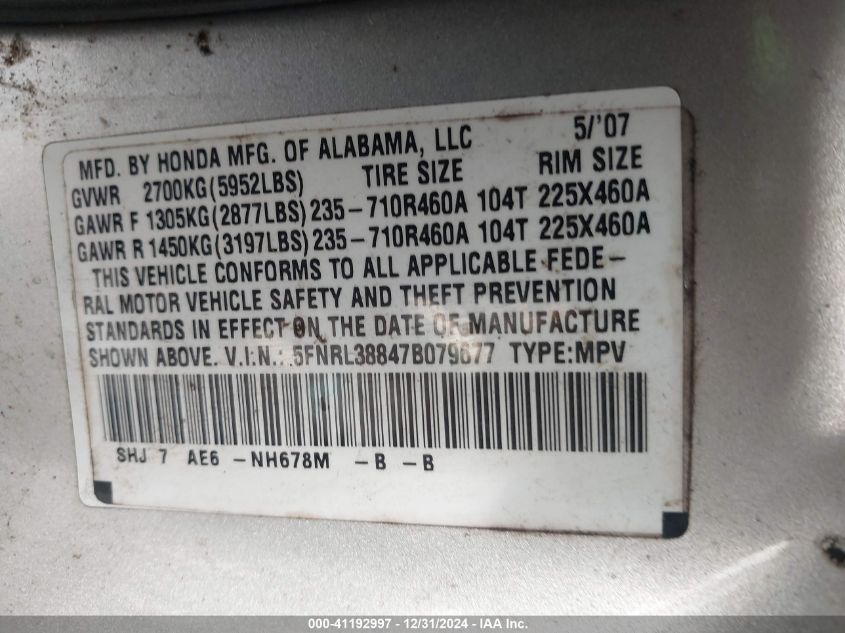 5/'07
MFD. BY HONDA MFG. OF ALABAMA, LLC
GVWR 2700KG(5952LBS) TIRE SIZE RIM SIZE
GAWR F 1305KG(2877LBS) 235-710R460A 104T 225X460A
GAWR R 1450KG(3197LBS) 235-710R460A 104T 225X460A
THIS VEHICLE CONFORMS TO ALL APPLICABLE FEDE-
RAL MOTOR VEHICLE SAFETY AND THEFT PREVENTION
STANDARDS IN EFFECT ON THE DATE OF MANUFACTURE
SHOWN ABOVE. V.I.N.: 5FNRL38847B079677 TYPE:MPV
SHJ 7 AE6 -NH678M -B -B
000-41192997 - 12/31/2024 - IAA Inc.